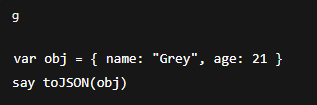 g
var obj = { name: "Grey", age: 21 }
say toJSON(obj)